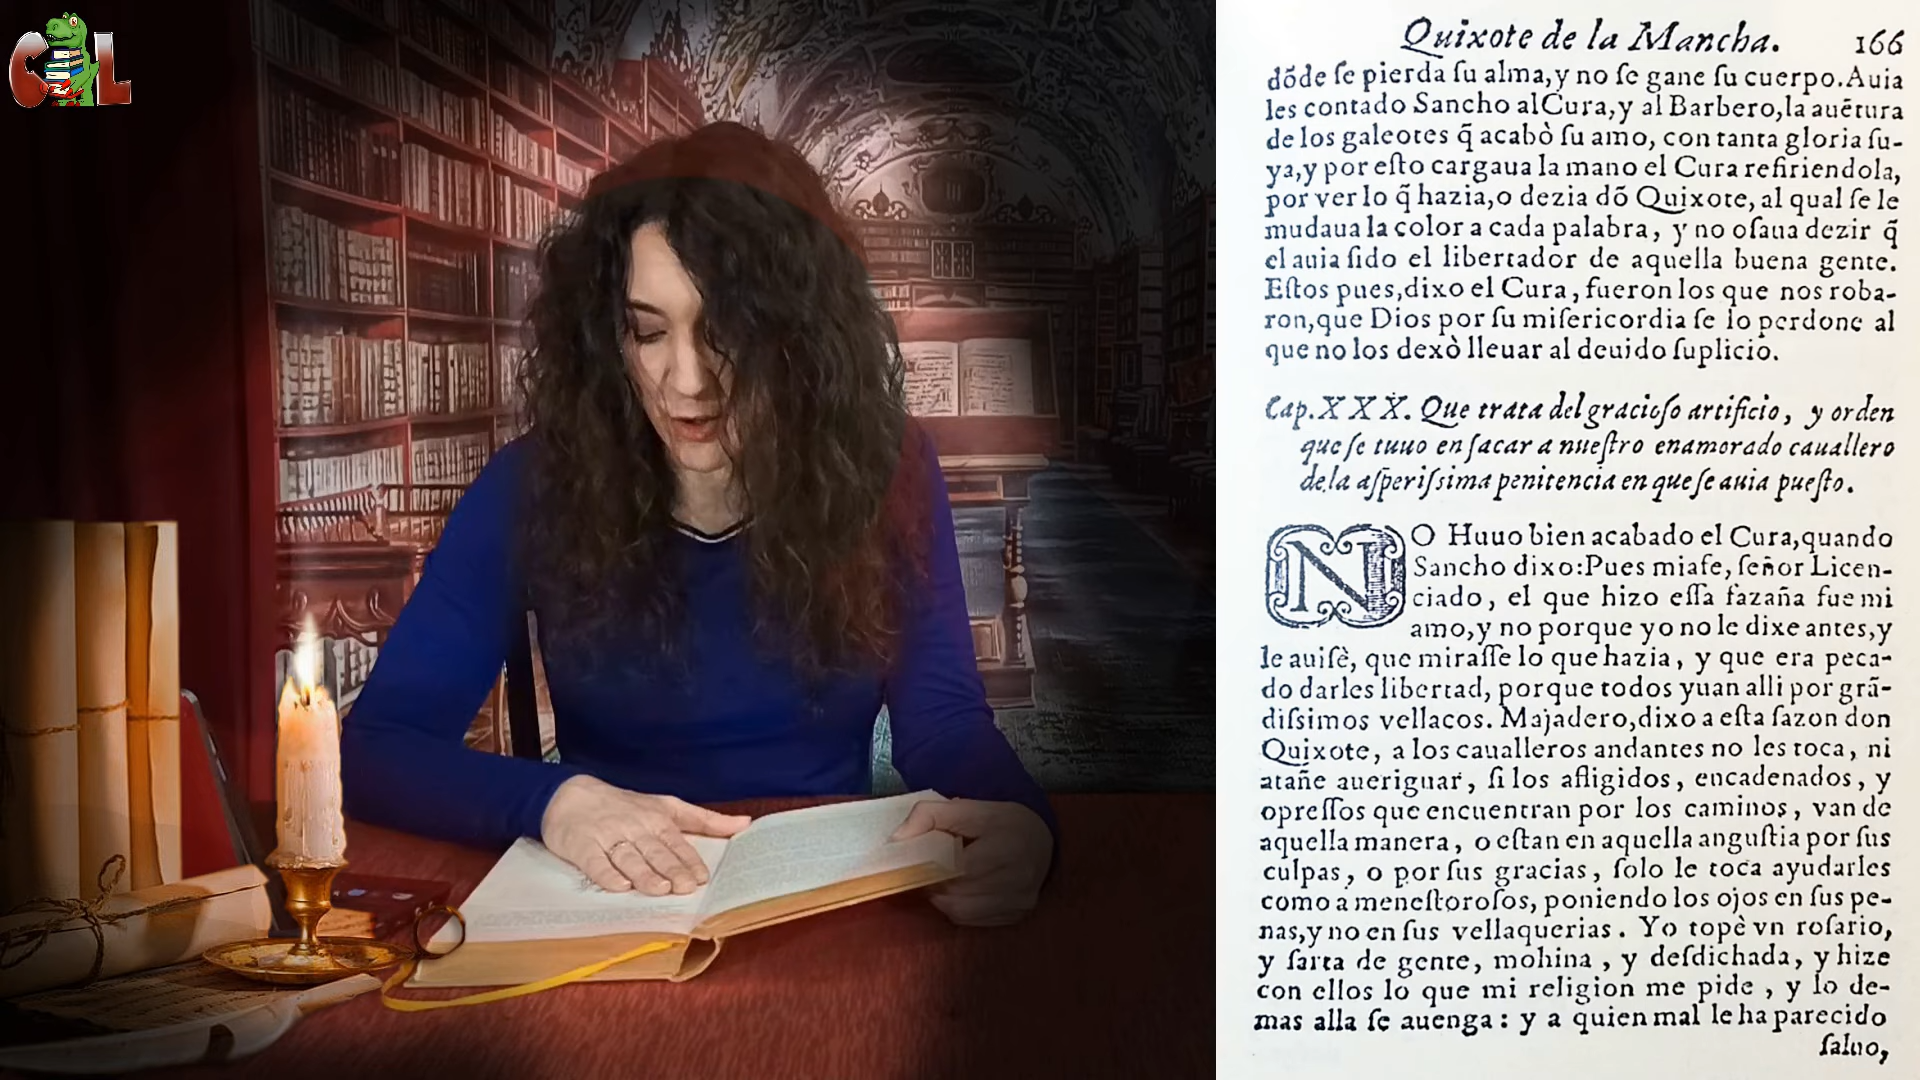 CL
Quixote de la Mancha. 166
dõde ſe pierda ſu alma,y no ſe gane ſu cuerpo.Auia
les contado Sancho al Cura,y al Barbero,la auẽtura
de los galeotes q̃ acabò ſu amo, con tanta gloria ſu-
ya,y por eſto cargaua la mano el Cura refiriendola,
por ver lo q̃ hazia,o dezia dõ Quixote, al qual ſe le
mudaua la color a cada palabra, y no oſaua dezir q̃
el auia ſido el libertador de aquella buena gente.
Eſtos pues,dixo el Cura, fueron los que nos roba-
ron,que Dios por ſu miſericordia ſe lo perdone al
que no los dexò lleuar al deuido ſuplicio.
Cap.XXX. Que trata del gracioſo artificio, y orden
que ſe tuuo en ſacar a nueſtro enamorado cauallero
de la aſperiſsima penitencia en que ſe auia pueſto.
NO Huuo bien acabado el Cura,quando
Sancho dixo:Pues miafe, ſeñor Licen-
ciado, el que hizo eſſa fazaña fue mi
amo,y no porque yo no le dixe antes,y
le auiſè, que miraſſe lo que hazia, y que era peca-
do darles libertad, porque todos yuan alli por grã-
diſsimos vellacos. Majadero,dixo a eſta ſazon don
Quixote, a los caualleros andantes no les toca, ni
atañe aueriguar, ſi los afligidos, encadenados, y
opreſſos que encuentran por los caminos, van de
aquella manera, o eſtan en aquella anguſtia por ſus
culpas, o por ſus gracias, ſolo le toca ayudarles
como a meneſtoroſos, poniendo los ojos en ſus pe-
nas,y no en ſus vellaquerias. Yo topè vn roſario,
y ſarta de gente, mohina, y deſdichada, y hize
con ellos lo que mi religion me pide, y lo de-
mas alla ſe auenga: y a quien mal le ha parecido
ſaluo,